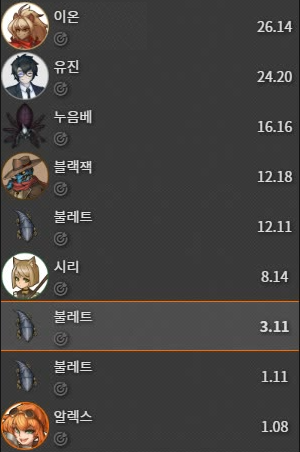 이온
26.14
유진
24.20
누음베
16.16
블랙잭
12.18
불레트
12.11
시리
8.14
불레트
3.11
불레트
1.11
알렉스
1.08